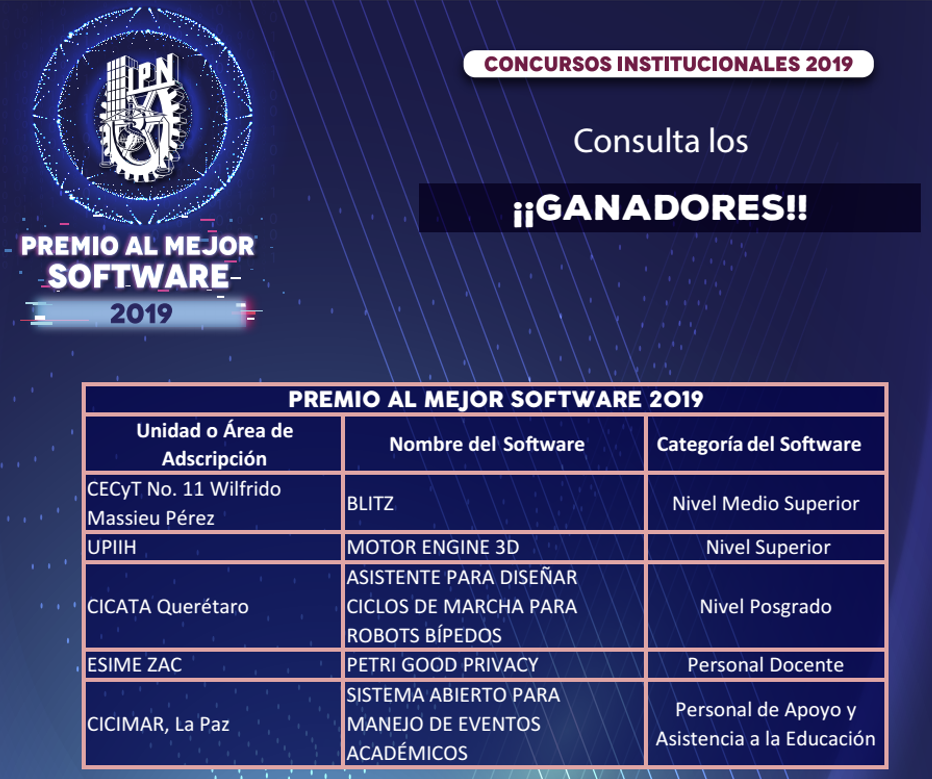 IPN
PREMIO AL MEJOR
SOFTWARE
2019
CONCURSOS INSTITUCIONALES 2019
Consulta los
¡¡GANADORES!!
PREMIO AL MEJOR SOFTWARE 2019
Unidad o Área de
Adscripción
Nombre del Software
Categoría del Software
CECyT No. 11 Wilfrido
Massieu Pérez
BLITZ
Nivel Medio Superior
UPIIH
MOTOR ENGINE 3D
Nivel Superior
CICATA Querétaro
ASISTENTE PARA DISEÑAR
CICLOS DE MARCHA PARA
ROBOTS BÍPEDOS
Nivel Posgrado
ESIME ZAC
PETRI GOOD PRIVACY
Personal Docente
CICIMAR, La Paz
SISTEMA ABIERTO PARA
MANEJO DE EVENTOS
ACADÉMICOS
Personal de Apoyo y
Asistencia a la Educación